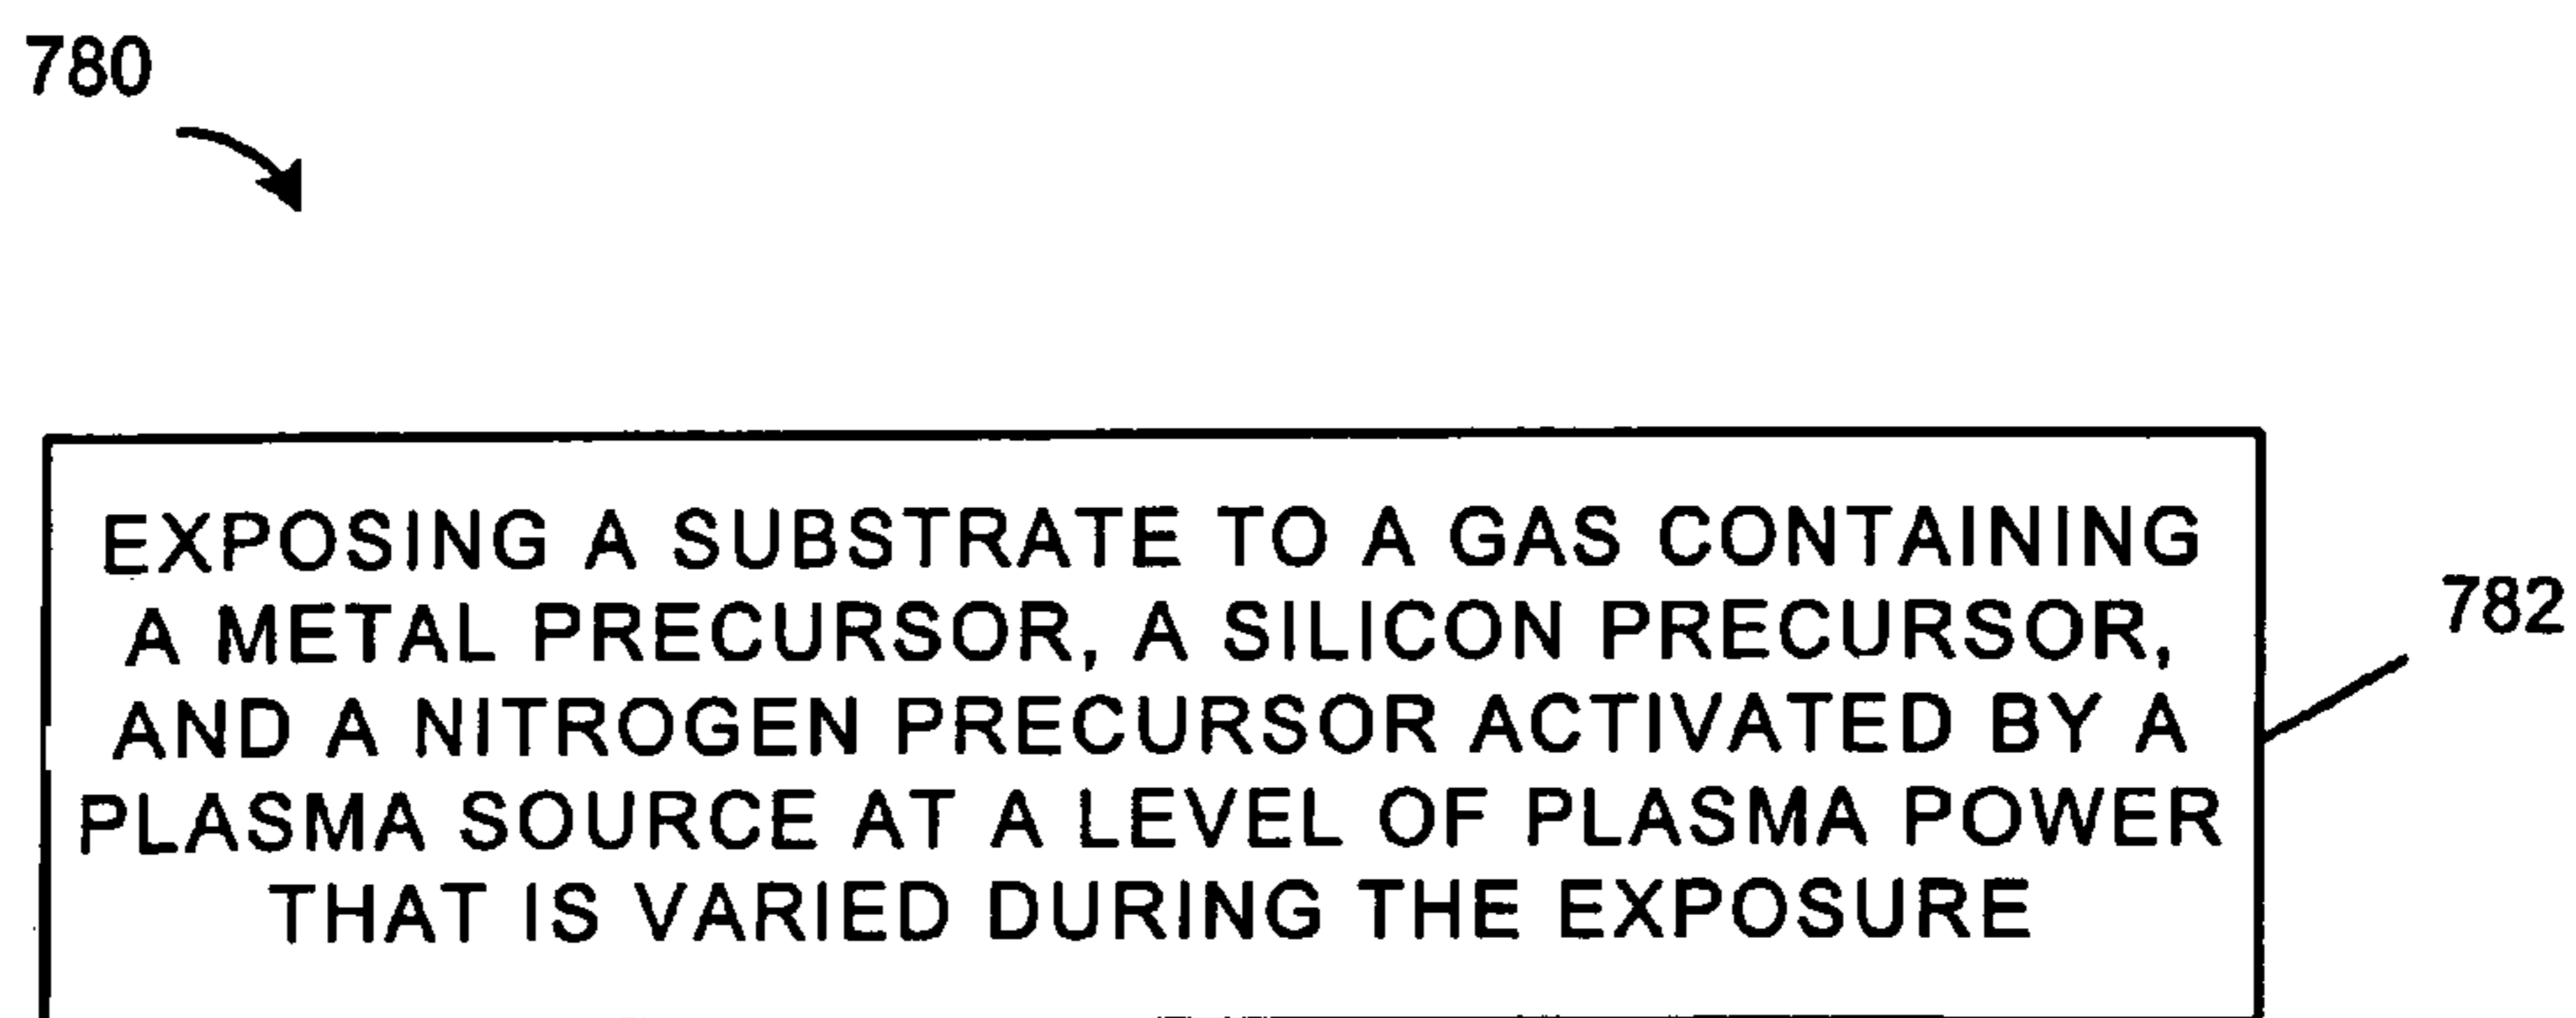 780
EXPOSING A SUBSTRATE TO A GAS CONTAINING
A METAL PRECURSOR, A SILICON PRECURSOR,
AND A NITROGEN PRECURSOR ACTIVATED BY A
PLASMA SOURCE AT A LEVEL OF PLASMA POWER
THAT IS VARIED DURING THE EXPOSURE
782